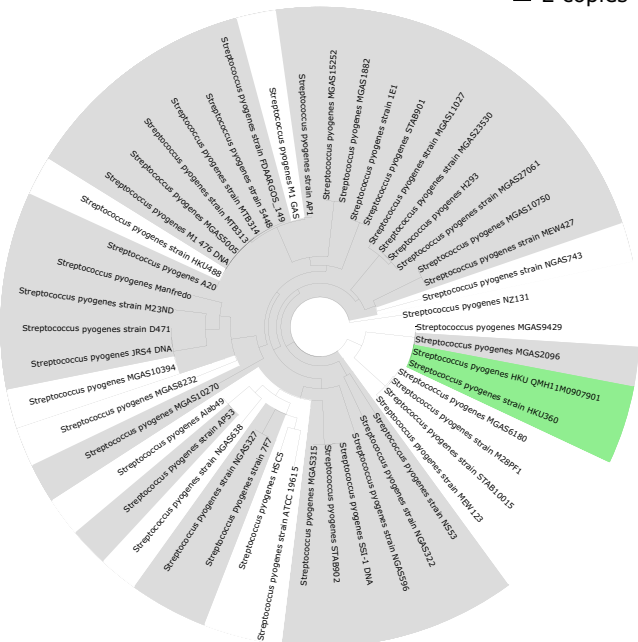 2 copies
Streptococcus pyogenes M1 GAS
Streptococcus pyogenes strain AP1
Streptococcus pyogenes MGAS15252
Streptococcus pyogenes MGAS1882
Streptococcus pyogenes strain 1E1
Streptococcus pyogenes STAB901
Streptococcus pyogenes strain MGAS11027
Streptococcus pyogenes strain MGAS23530
Streptococcus pyogenes H293
Streptococcus pyogenes strain MGAS27061
Streptococcus pyogenes MGAS10750
Streptococcus pyogenes strain MEW427
Streptococcus pyogenes strain NGAS743
Streptococcus pyogenes NZ131
Streptococcus pyogenes MGAS9429
Streptococcus pyogenes MGAS2096
Streptococcus pyogenes HKU QMH11M0907901
Streptococcus pyogenes strain HKU360
Streptococcus pyogenes MGAS6180
Streptococcus pyogenes strain M28PF1
Streptococcus pyogenes strain STAB10015
Streptococcus pyogenes strain MEW123
Streptococcus pyogenes strain NS53
Streptococcus pyogenes strain NGAS322
Streptococcus pyogenes strain NGAS596
Streptococcus pyogenes SSI-1 DNA
Streptococcus pyogenes STAB902
Streptococcus pyogenes MGAS315
Streptococcus pyogenes strain ATCC 19615
Streptococcus pyogenes HSC5
Streptococcus pyogenes strain 7F7
Streptococcus pyogenes strain NGAS327
Streptococcus pyogenes strain NGAS638
Streptococcus pyogenes strain AP53
Streptococcus pyogenes Alab49
Streptococcus pyogenes MGAS10270
Streptococcus pyogenes MGAS8232
Streptococcus pyogenes MGAS10394
Streptococcus pyogenes JRS4 DNA
Streptococcus pyogenes strain D471
Streptococcus pyogenes strain M23ND
Streptococcus pyogenes Manfredo
Streptococcus pyogenes A20
Streptococcus pyogenes strain HKU488
Streptococcus pyogenes M1 476 DNA
Streptococcus pyogenes MGAS5005
Streptococcus pyogenes strain MTB313
Streptococcus pyogenes strain MTB314
Streptococcus pyogenes strain 5448
Streptococcus pyogenes strain FDAARGOS_149